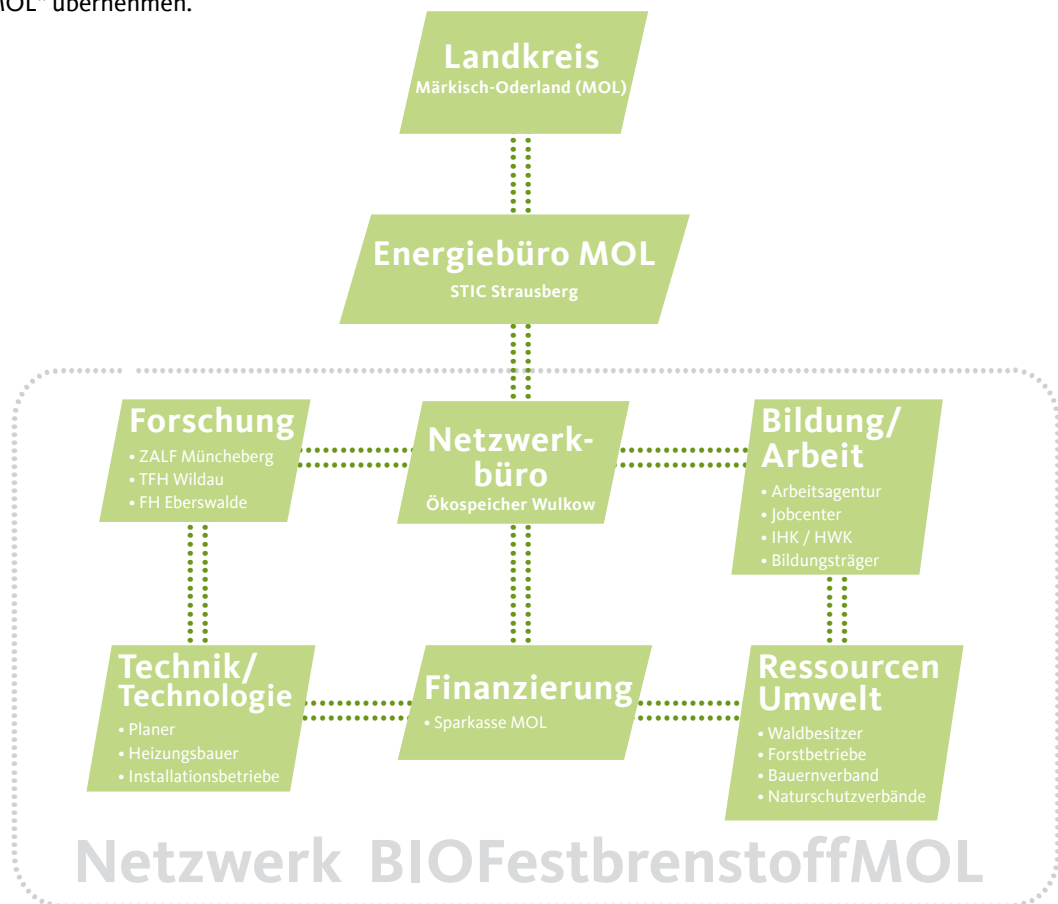 MOL“ übernehmen.
Landkreis
Märkisch-Oderland (MOL)
Energiebüro MOL
STIC Strausberg
Forschung
• ZALF Müncheberg
• TFH Wildau
• FH Eberswalde
Netzwerk-
büro
Ökospeicher Wulkow
Bildung/
Arbeit
• Arbeitsagentur
• Jobcenter
• IHK / HWK
• Bildungsträger
Technik/
Technologie
• Planer
• Heizungsbauer
• Installationsbetriebe
Finanzierung
• Sparkasse MOL
Ressourcen
Umwelt
• Waldbesitzer
• Forstbetriebe
• Bauernverband
• Naturschutzverbände
Netzwerk BIOFestbrenstoffMOL